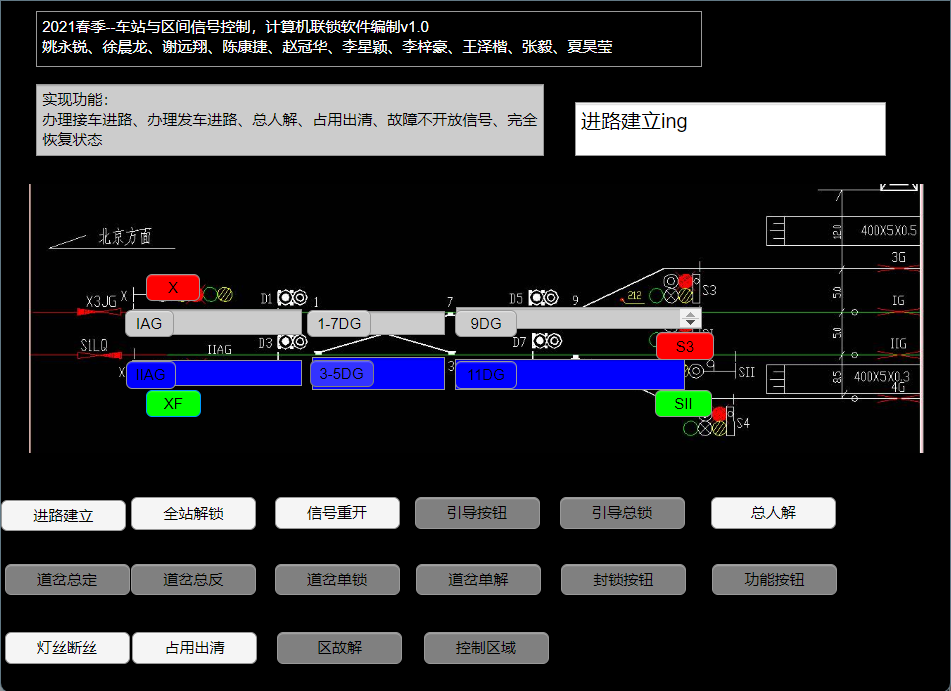 2021春季--车站与区间信号控制，计算机联锁软件编制v1.0
姚永锐、徐晨龙、谢远翔、陈康捷、赵冠华、李星颖、李梓豪、王泽楷、张毅、夏昊莹
实现功能：
办理接车进路、办理发车进路、总人解、占用出清、故障不开放信号、完全
恢复状态
进路建立ing
北京方面
12.0
400X5X0.5
3G
X
X
D1
1
7
D5
9
212
S3
5.0
X3JG
IG
IAG
1-7DG
9DG
S1LQ
IIAG
D3
3
D7
S3
5.0
IIG
X
IIAG
3-5DG
11DG
SII
8.5
400X5X0.3
4G
XF
SII
S4
进路建立
全站解锁
信号重开
引导按钮
引导总锁
总人解
道岔总定
道岔总反
道岔单锁
道岔单解
封锁按钮
功能按钮
灯丝断丝
占用出清
区故解
控制区域